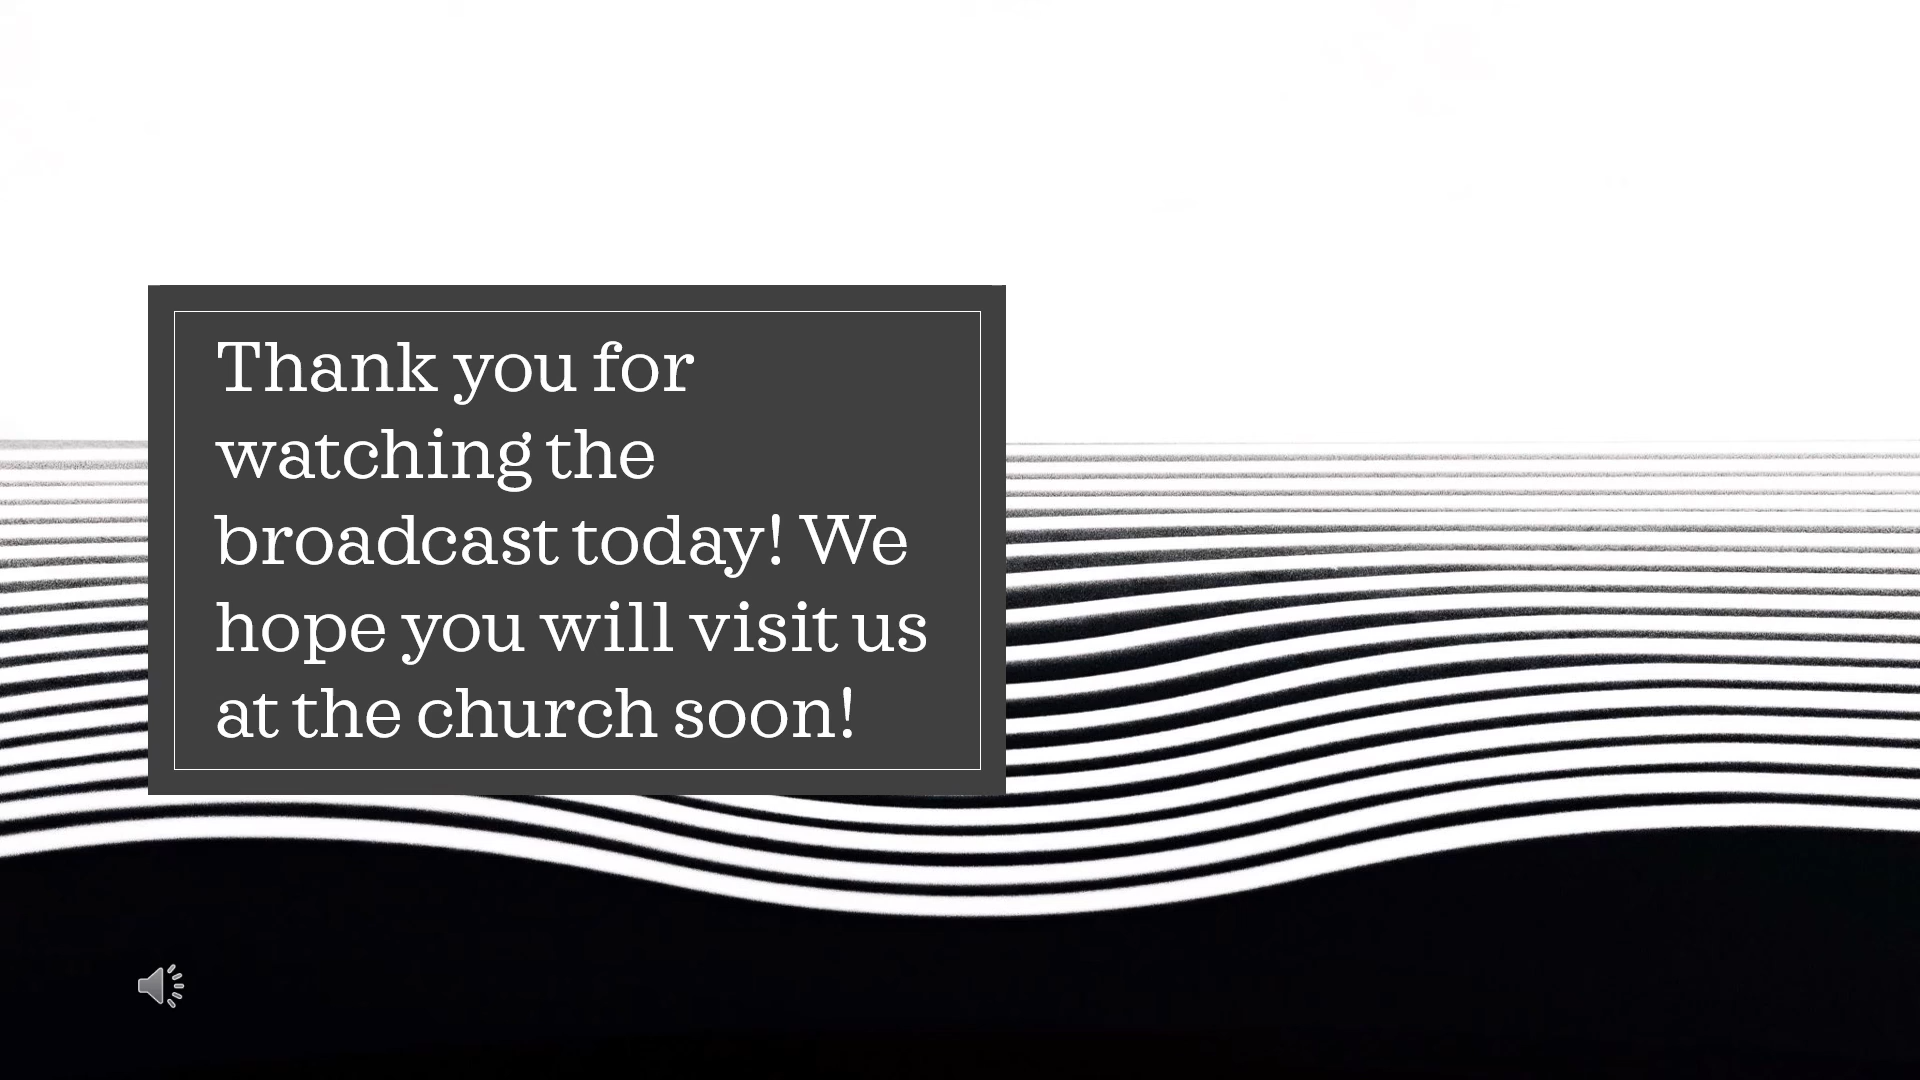 Thank you for
watching the
broadcast today! We
hope you will visit us
at the church soon!